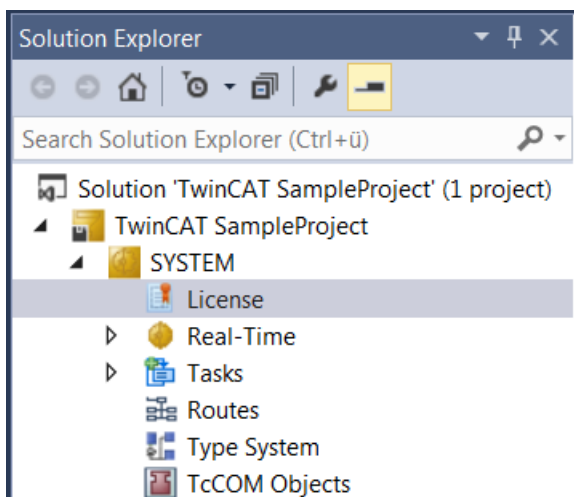 Solution Explorer
Search Solution Explorer (Ctrl+ü)
Solution 'TwinCAT SampleProject' (1 project)
TwinCAT SampleProject
SYSTEM
License
Real-Time
Tasks
Routes
Type System
TcCOM Objects